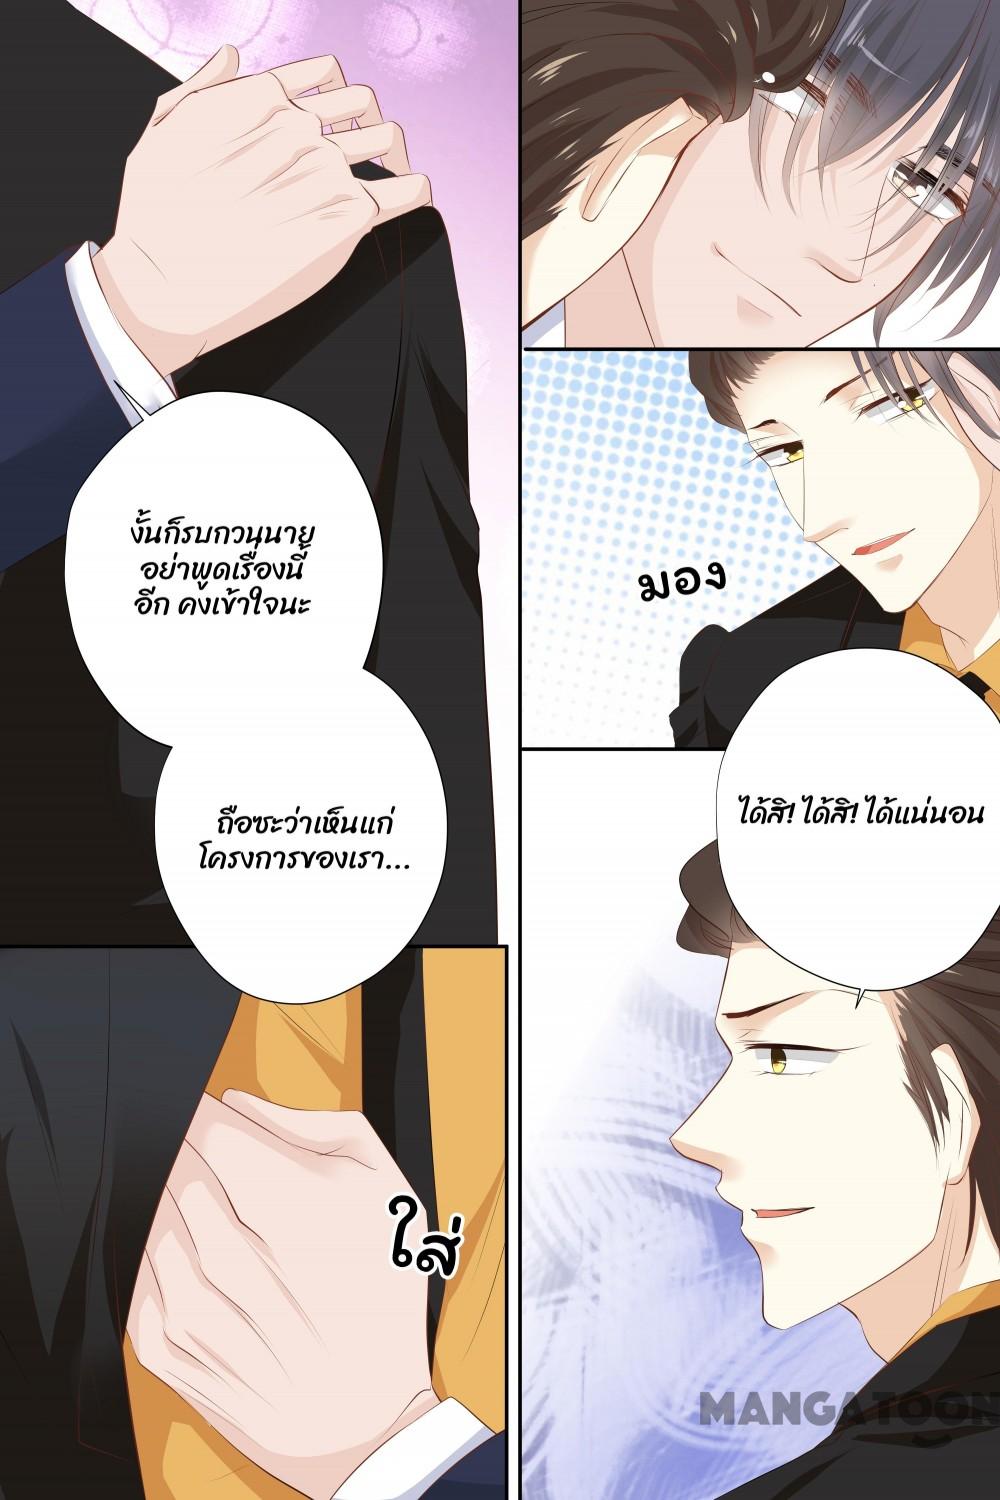 งั้นก็รบกวนนาย
อย่าพูดเรื่องนี้
อีก คงเข้าใจนะ
ถือซะว่าเห็นแก่
โครงการของเรา...
ใส่
มอง
ได้สิ! ได้สิ! ได้แน่นอน
MANGATOON